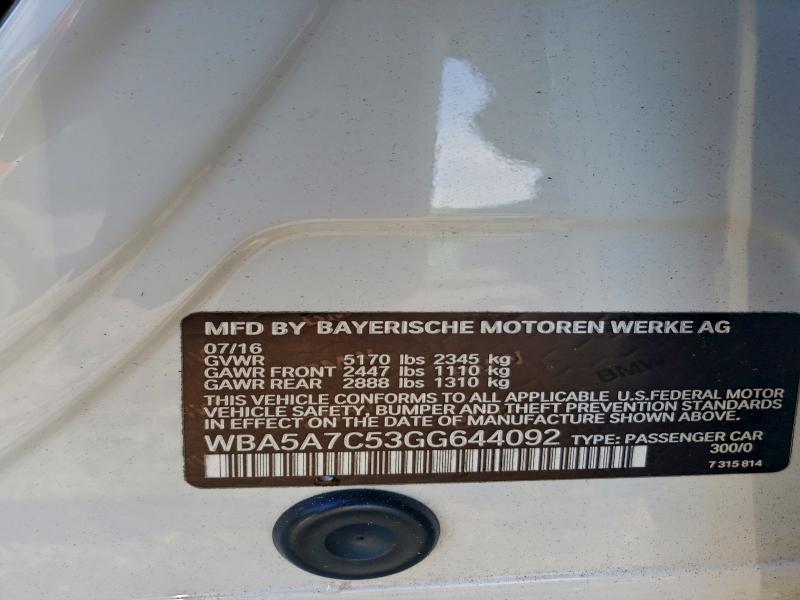 MFD BY BAYERISCHE MOTOREN WERKE AG
07/16
GVWR 5170 lbs 2345 kg
GAWR FRONT 2447 lbs 1110 kg
GAWR REAR 2888 lbs 1310 kg
THIS VEHICLE CONFORMS TO ALL APPLICABLE U.S.FEDERAL MOTOR
VEHICLE SAFETY, BUMPER AND THEFT PREVENTION STANDARDS
IN EFFECT ON THE DATE OF MANUFACTURE SHOWN ABOVE.
WBA5A7C53GG644092 TYPE: PASSENGER CAR
300/0
7 315 814